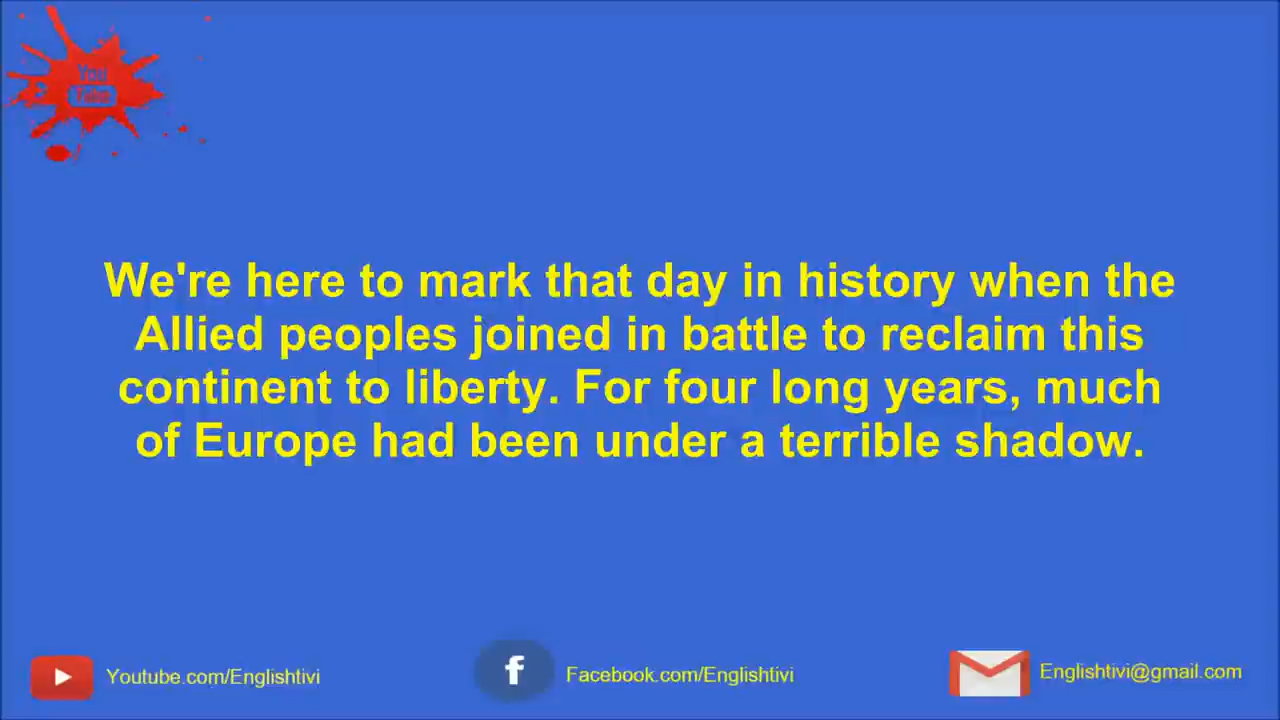 You
Tube
We're here to mark that day in history when the
Allied peoples joined in battle to reclaim this
continent to liberty. For four long years, much
of Europe had been under a terrible shadow.
Youtube.com/Englishtivi
f
Facebook.com/Englishtivi
Englishtivi@gmail.com